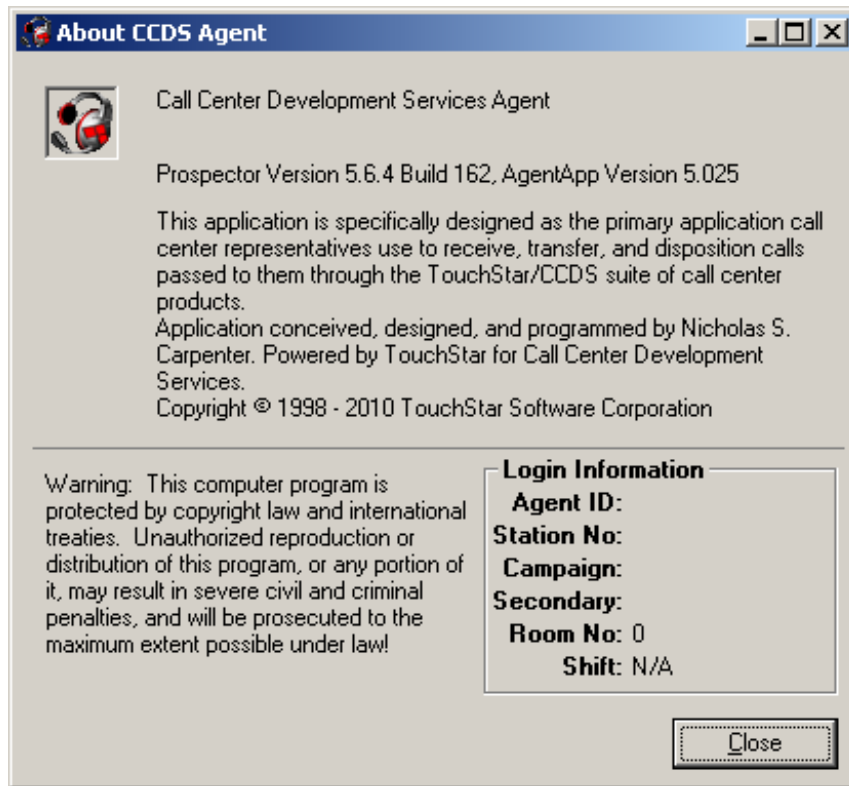 About CCDS Agent
Call Center Development Services Agent
Prospector Version 5.6.4 Build 162, AgentApp Version 5.025
This application is specifically designed as the primary application call
center representatives use to receive, transfer, and disposition calls
passed to them through the TouchStar/CCDS suite of call center
products.
Application conceived, designed, and programmed by Nicholas S.
Carpenter. Powered by TouchStar for Call Center Development
Services.
Copyright © 1998 - 2010 TouchStar Software Corporation
Warning:  This computer program is
protected by copyright law and international
treaties.  Unauthorized reproduction or
distribution of this program, or any portion of
it, may result in severe civil and criminal
penalties, and will be prosecuted to the
maximum extent possible under law!
Login Information
Agent ID:
Station No:
Campaign:
Secondary:
Room No: 0
Shift: N/A
Close